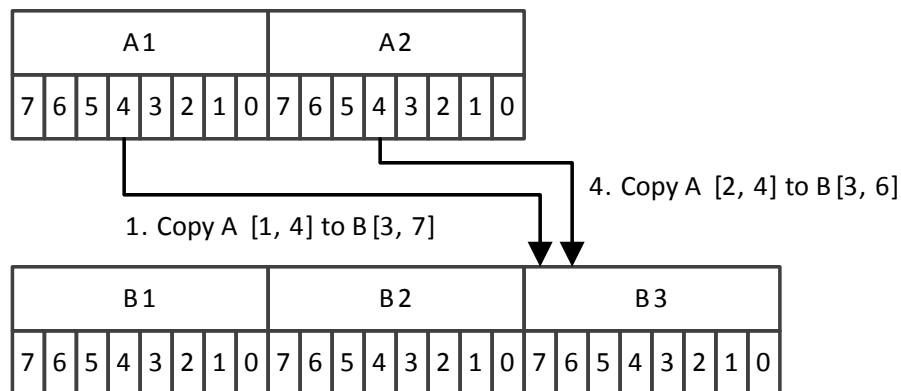 A1 A2
7 6 5 4 3 2 1 0 7 6 5 4 3 2 1 0
4. Copy A [2, 4] to B [3, 6]
1. Copy A [1, 4] to B [3, 7]
B1 B2 B3
7 6 5 4 3 2 1 0 7 6 5 4 3 2 1 0 7 6 5 4 3 2 1 0